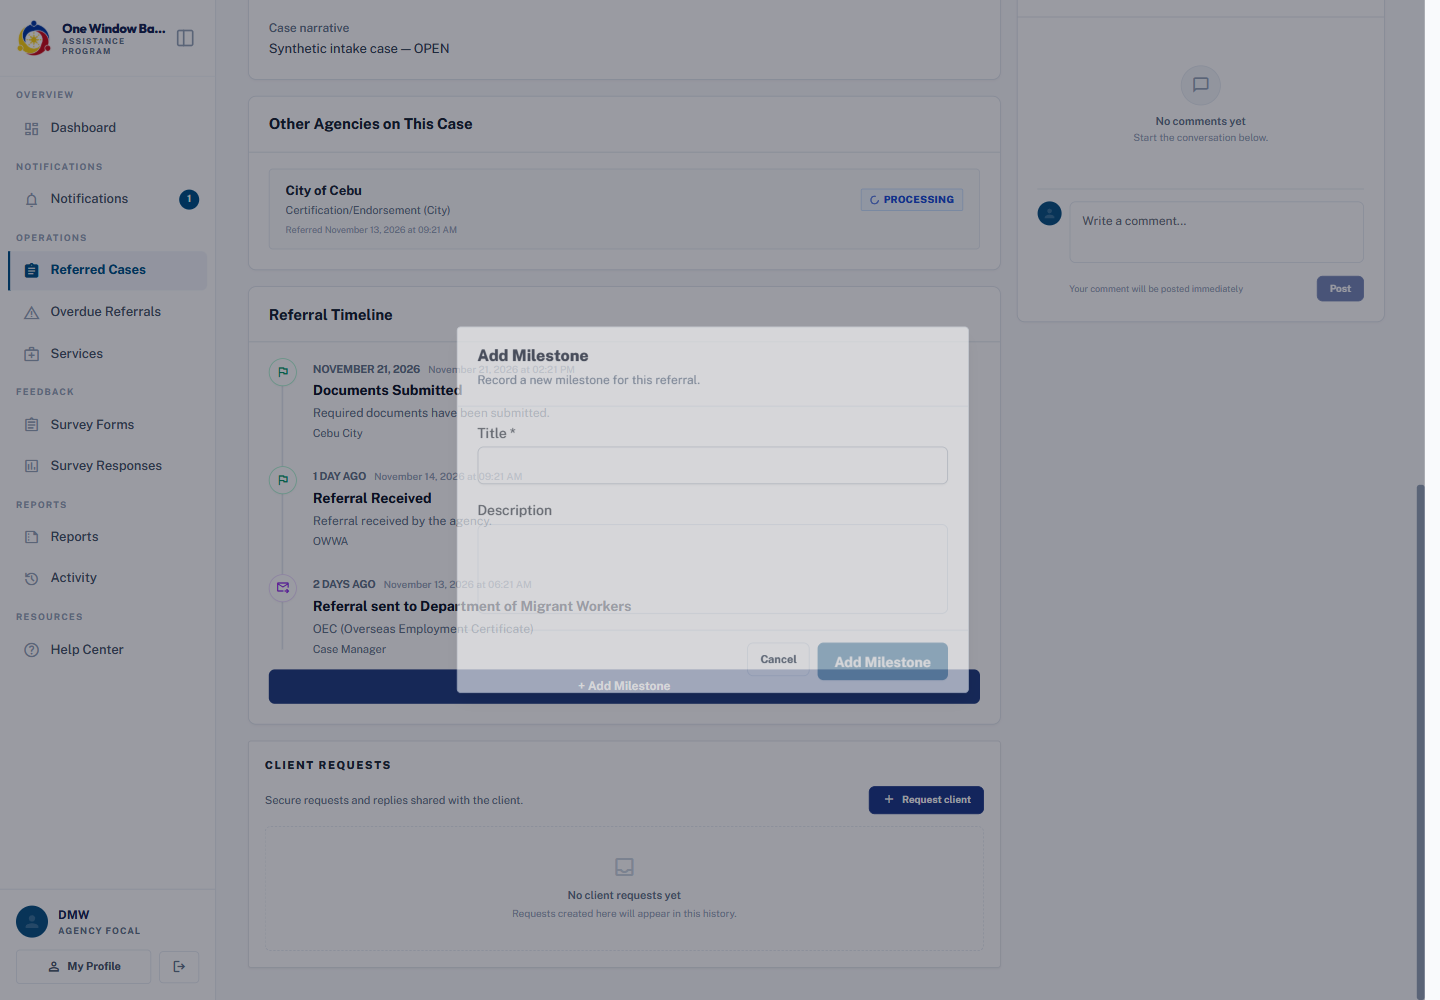 One Window Ba...
ASSISTANCE
PROGRAM
OVERVIEW
Dashboard
NOTIFICATIONS
Notifications
1
OPERATIONS
Referred Cases
Overdue Referrals
Services
FEEDBACK
Survey Forms
Survey Responses
REPORTS
Reports
Activity
RESOURCES
Help Center
DMW
AGENCY FOCAL
My Profile
Case narrative
Synthetic intake case — OPEN
Other Agencies on This Case
City of Cebu
Certification/Endorsement (City)
Referred November 13, 2026 at 09:21 AM
PROCESSING
Referral Timeline
NOVEMBER 21, 2026 November 21, 2026 at 02:21 PM
Documents Submitted
Required documents have been submitted.
Cebu City
1 DAY AGO November 14, 2026 at 09:21 AM
Referral Received
Referral received by the agency.
OWWA
2 DAYS AGO November 13, 2026 at 06:21 AM
Referral sent to Department of Migrant Workers
OEC (Overseas Employment Certificate)
Case Manager
+ Add Milestone
Add Milestone
Record a new milestone for this referral.
Title *
Description
Cancel
Add Milestone
CLIENT REQUESTS
Secure requests and replies shared with the client.
+ Request client
No client requests yet
Requests created here will appear in this history.
No comments yet
Start the conversation below.
Write a comment...
Your comment will be posted immediately
Post